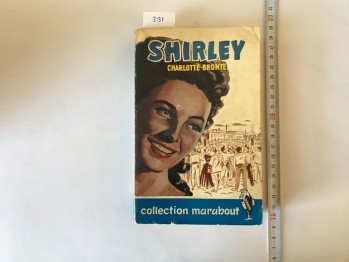 231
SHIRLEY
CHARLOTTE BRONTË
collection marabout